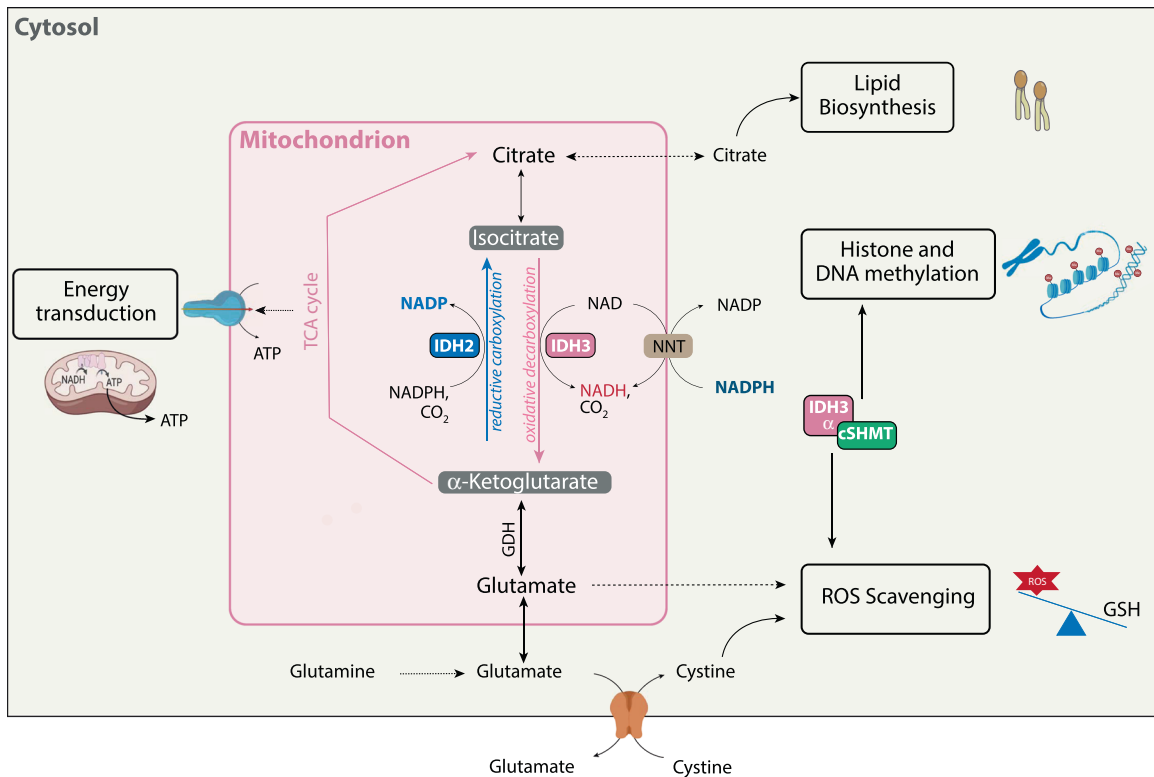 Cytosol
Lipid
Biosynthesis
Mitochondrion
Citrate
Citrate
Isocitrate
Histone and
DNA methylation
Energy
transduction
TCA cycle
ATP
NADP
reductive carboxylation
oxidative decarboxylation
NAD
NADP
IDH2
IDH3
NNT
NADPH,
CO2
NADH,
CO2
NADPH
NADH
ATP
ATP
IDH3
α
cSHMT
α-Ketoglutarate
GDH
Glutamate
ROS Scavenging
ROS
GSH
Glutamine
Glutamate
Cystine
Glutamate
Cystine